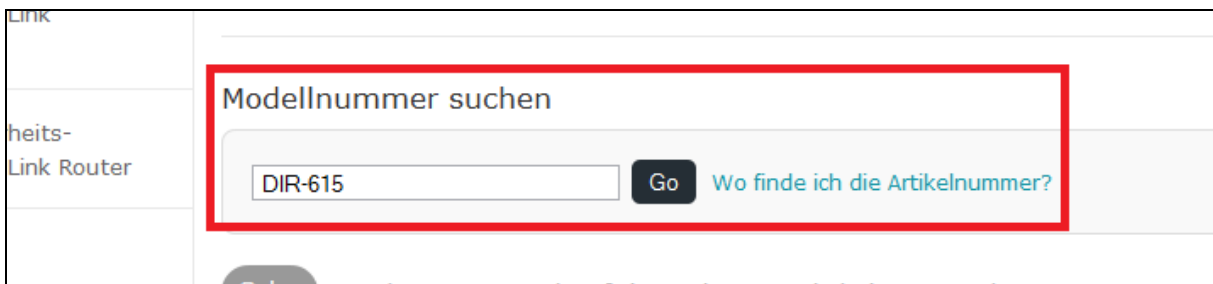 Link
heits-
Link Router
Modellnummer suchen
DIR-615
Go
Wo finde ich die Artikelnummer?